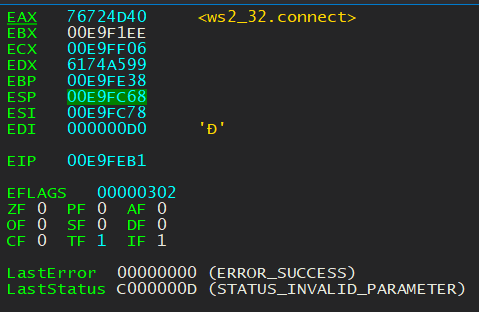 EAX 76724D40 <ws2_32.connect>
EBX 00E9F1EE
ECX 00E9FF06
EDX 6174A599
EBP 00E9FE38
ESP 00E9FC68
ESI 00E9FC78
EDI 000000D0 'Ð'
EIP 00E9FEB1
EFLAGS 00000302
ZF 0 PF 0 AF 0
OF 0 SF 0 DF 0
CF 0 TF 1 IF 1
LastError 00000000 (ERROR_SUCCESS)
LastStatus C000000D (STATUS_INVALID_PARAMETER)